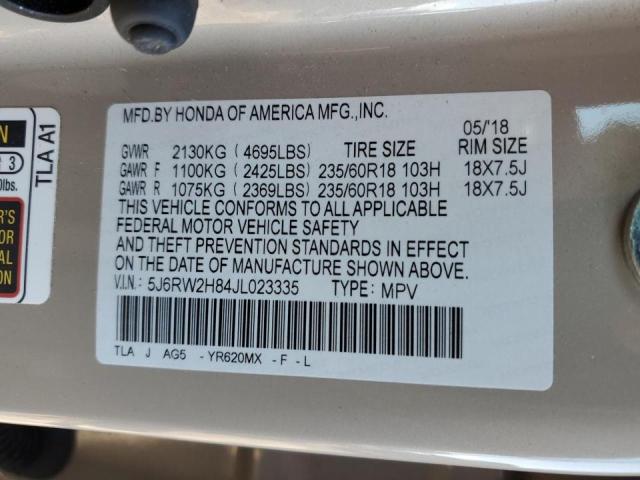 MFD.BY HONDA OF AMERICA MFG.,INC.
05/'18
GVWR 2130KG ( 4695LBS) TIRE SIZE RIM SIZE
GAWR F 1100KG ( 2425LBS) 235/60R18 103H 18X7.5J
GAWR R 1075KG ( 2369LBS) 235/60R18 103H 18X7.5J
THIS VEHICLE CONFORMS TO ALL APPLICABLE
FEDERAL MOTOR VEHICLE SAFETY
AND THEFT PREVENTION STANDARDS IN EFFECT
ON THE DATE OF MANUFACTURE SHOWN ABOVE.
V.I.N.: 5J6RW2H84JL023335 TYPE: MPV
TLA J AG5 -YR620MX -F -L
TLA A1
3